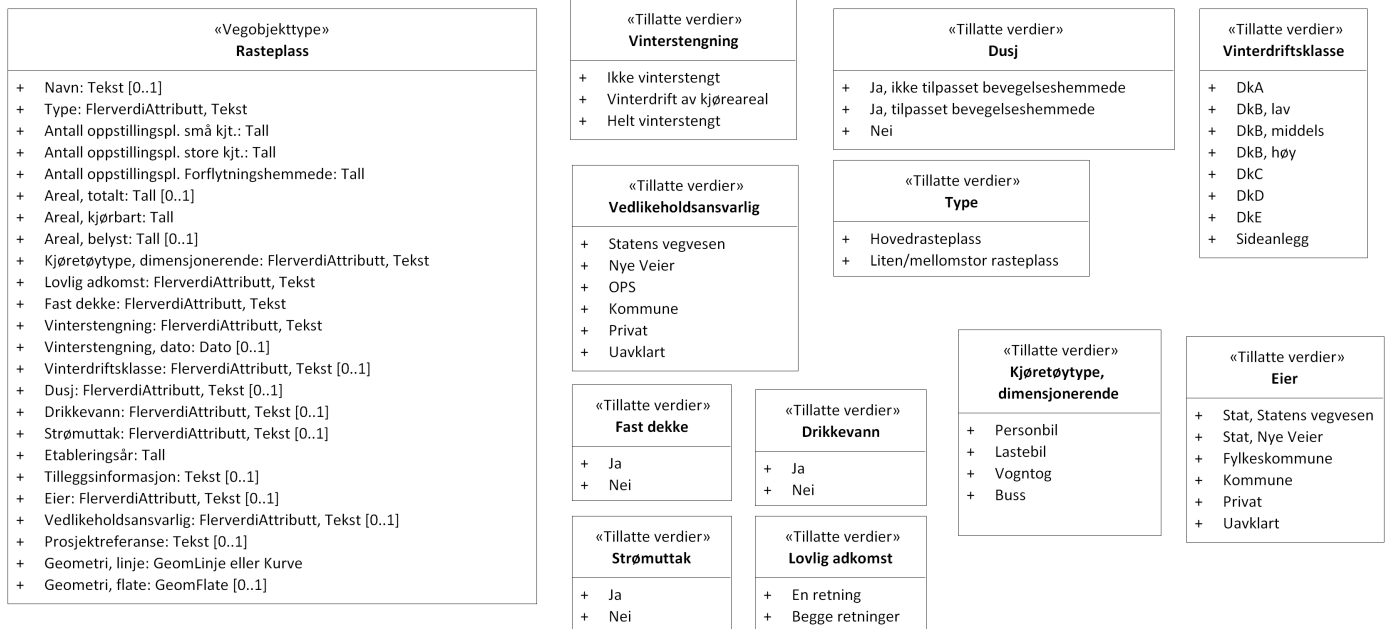 «Vegobjekttype»
Rasteplass
+ Navn: Tekst [0..1]
+ Type: FlerverdiAttributt, Tekst
+ Antall oppstillingspl. små kjt.: Tall
+ Antall oppstillingspl. store kjt.: Tall
+ Antall oppstillingspl. Forflytningshemmede: Tall
+ Areal, totalt: Tall [0..1]
+ Areal, kjørbart: Tall
+ Areal, belyst: Tall [0..1]
+ Kjøretøytype, dimensjonerende: FlerverdiAttributt, Tekst
+ Lovlig adkomst: FlerverdiAttributt, Tekst
+ Fast dekke: FlerverdiAttributt, Tekst
+ Vinterstengning: FlerverdiAttributt, Tekst
+ Vinterstengning, dato: Dato [0..1]
+ Vinterdriftsklasse: FlerverdiAttributt, Tekst [0..1]
+ Dusj: FlerverdiAttributt, Tekst [0..1]
+ Drikkevann: FlerverdiAttributt, Tekst [0..1]
+ Strømuttak: FlerverdiAttributt, Tekst [0..1]
+ Etableringsår: Tall
+ Tilleggsinformasjon: Tekst [0..1]
+ Eier: FlerverdiAttributt, Tekst [0..1]
+ Vedlikeholdsansvarlig: FlerverdiAttributt, Tekst [0..1]
+ Prosjektreferanse: Tekst [0..1]
+ Geometri, linje: GeomLinje eller Kurve
+ Geometri, flate: GeomFlate [0..1]
«Tillatte verdier»
Vinterstengning
+ Ikke vinterstengt
+ Vinterdrift av kjøreareal
+ Helt vinterstengt
«Tillatte verdier»
Dusj
+ Ja, ikke tilpasset bevegelseshemmede
+ Ja, tilpasset bevegelseshemmede
+ Nei
«Tillatte verdier»
Vinterdriftsklasse
+ DkA
+ DkB, lav
+ DkB, middels
+ DkB, høy
+ DkC
+ DkD
+ DkE
+ Sideanlegg
«Tillatte verdier»
Vedlikeholdsansvarlig
+ Statens vegvesen
+ Nye Veier
+ OPS
+ Kommune
+ Privat
+ Uavklart
«Tillatte verdier»
Type
+ Hovedrasteplass
+ Liten/mellomstor rasteplass
«Tillatte verdier»
Kjøretøytype,
dimensjonerende
+ Personbil
+ Lastebil
+ Vogntog
+ Buss
«Tillatte verdier»
Eier
+ Stat, Statens vegvesen
+ Stat, Nye Veier
+ Fylkeskommune
+ Kommune
+ Privat
+ Uavklart
«Tillatte verdier»
Fast dekke
+ Ja
+ Nei
«Tillatte verdier»
Drikkevann
+ Ja
+ Nei
«Tillatte verdier»
Strømuttak
+ Ja
+ Nei
«Tillatte verdier»
Lovlig adkomst
+ En retning
+ Begge retninger